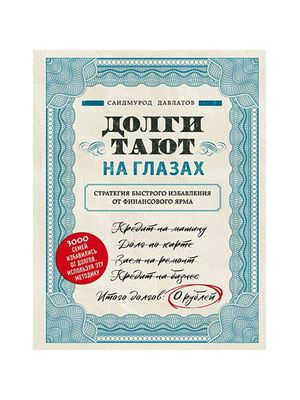 САИДМУРОД ДАВЛАТОВ
ДОЛГИ
ТАЮТ
НА ГЛАЗАХ
СТРАТЕГИЯ БЫСТРОГО ИЗБАВЛЕНИЯ
ОТ ФИНАНСОВОГО ЯРМА
Кредит на машину
Долг по карте
Заем на ремонт
Кредит на бизнес
Итого долгов: 0 рублей
3000
СЕМЕЙ
ИЗБАВИЛИСЬ
ОТ ДОЛГОВ,
ИСПОЛЬЗУЯ ЭТУ
МЕТОДИКУ